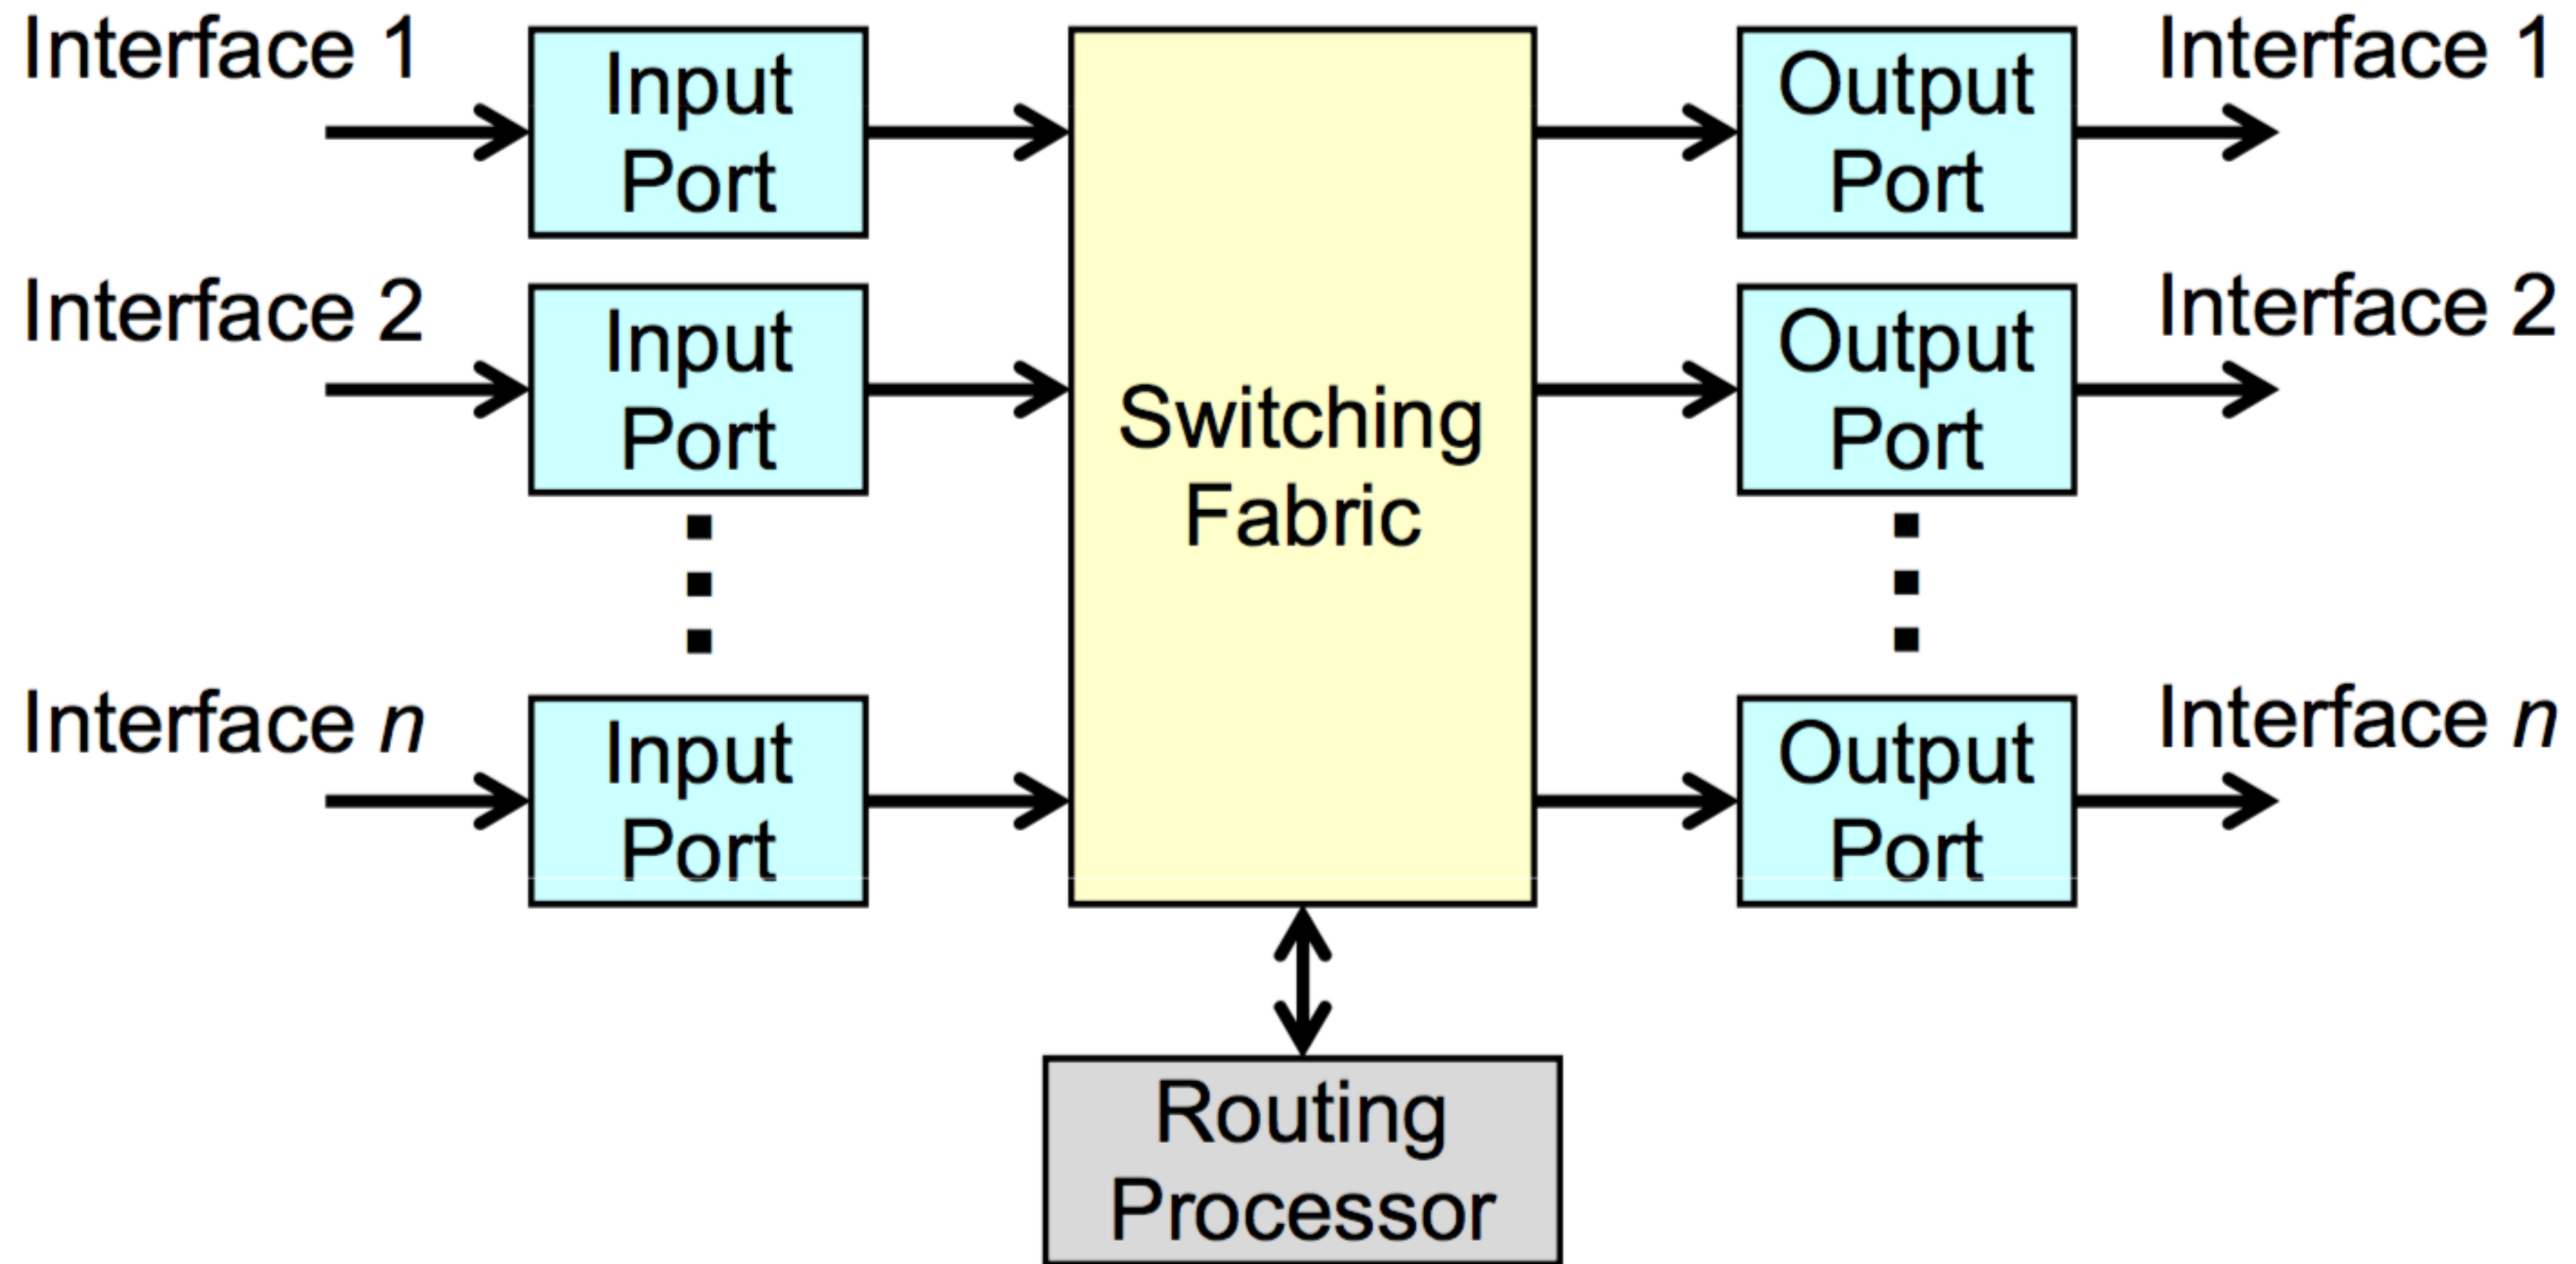 Interface 1
Input
Port
Output
Port
Interface 1
Interface 2
Input
Port
Switching
Fabric
Output
Port
Interface 2
Interface n
Input
Port
Output
Port
Interface n
Routing
Processor